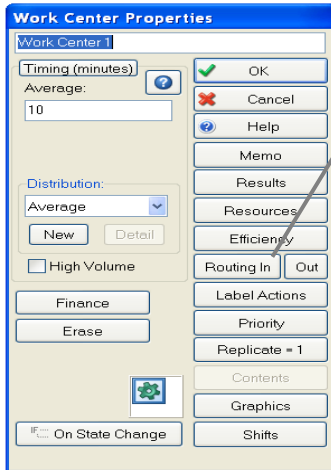 Work Center Properties
Work Center 1
Timing (minutes)
Average:
10
Distribution:
Average
New Detail
High Volume
Finance
Erase
IF
On State Change
OK
Cancel
Help
Memo
Results
Resources
Efficiency
Routing In Out
Label Actions
Priority
Replicate = 1
Contents
Graphics
Shifts